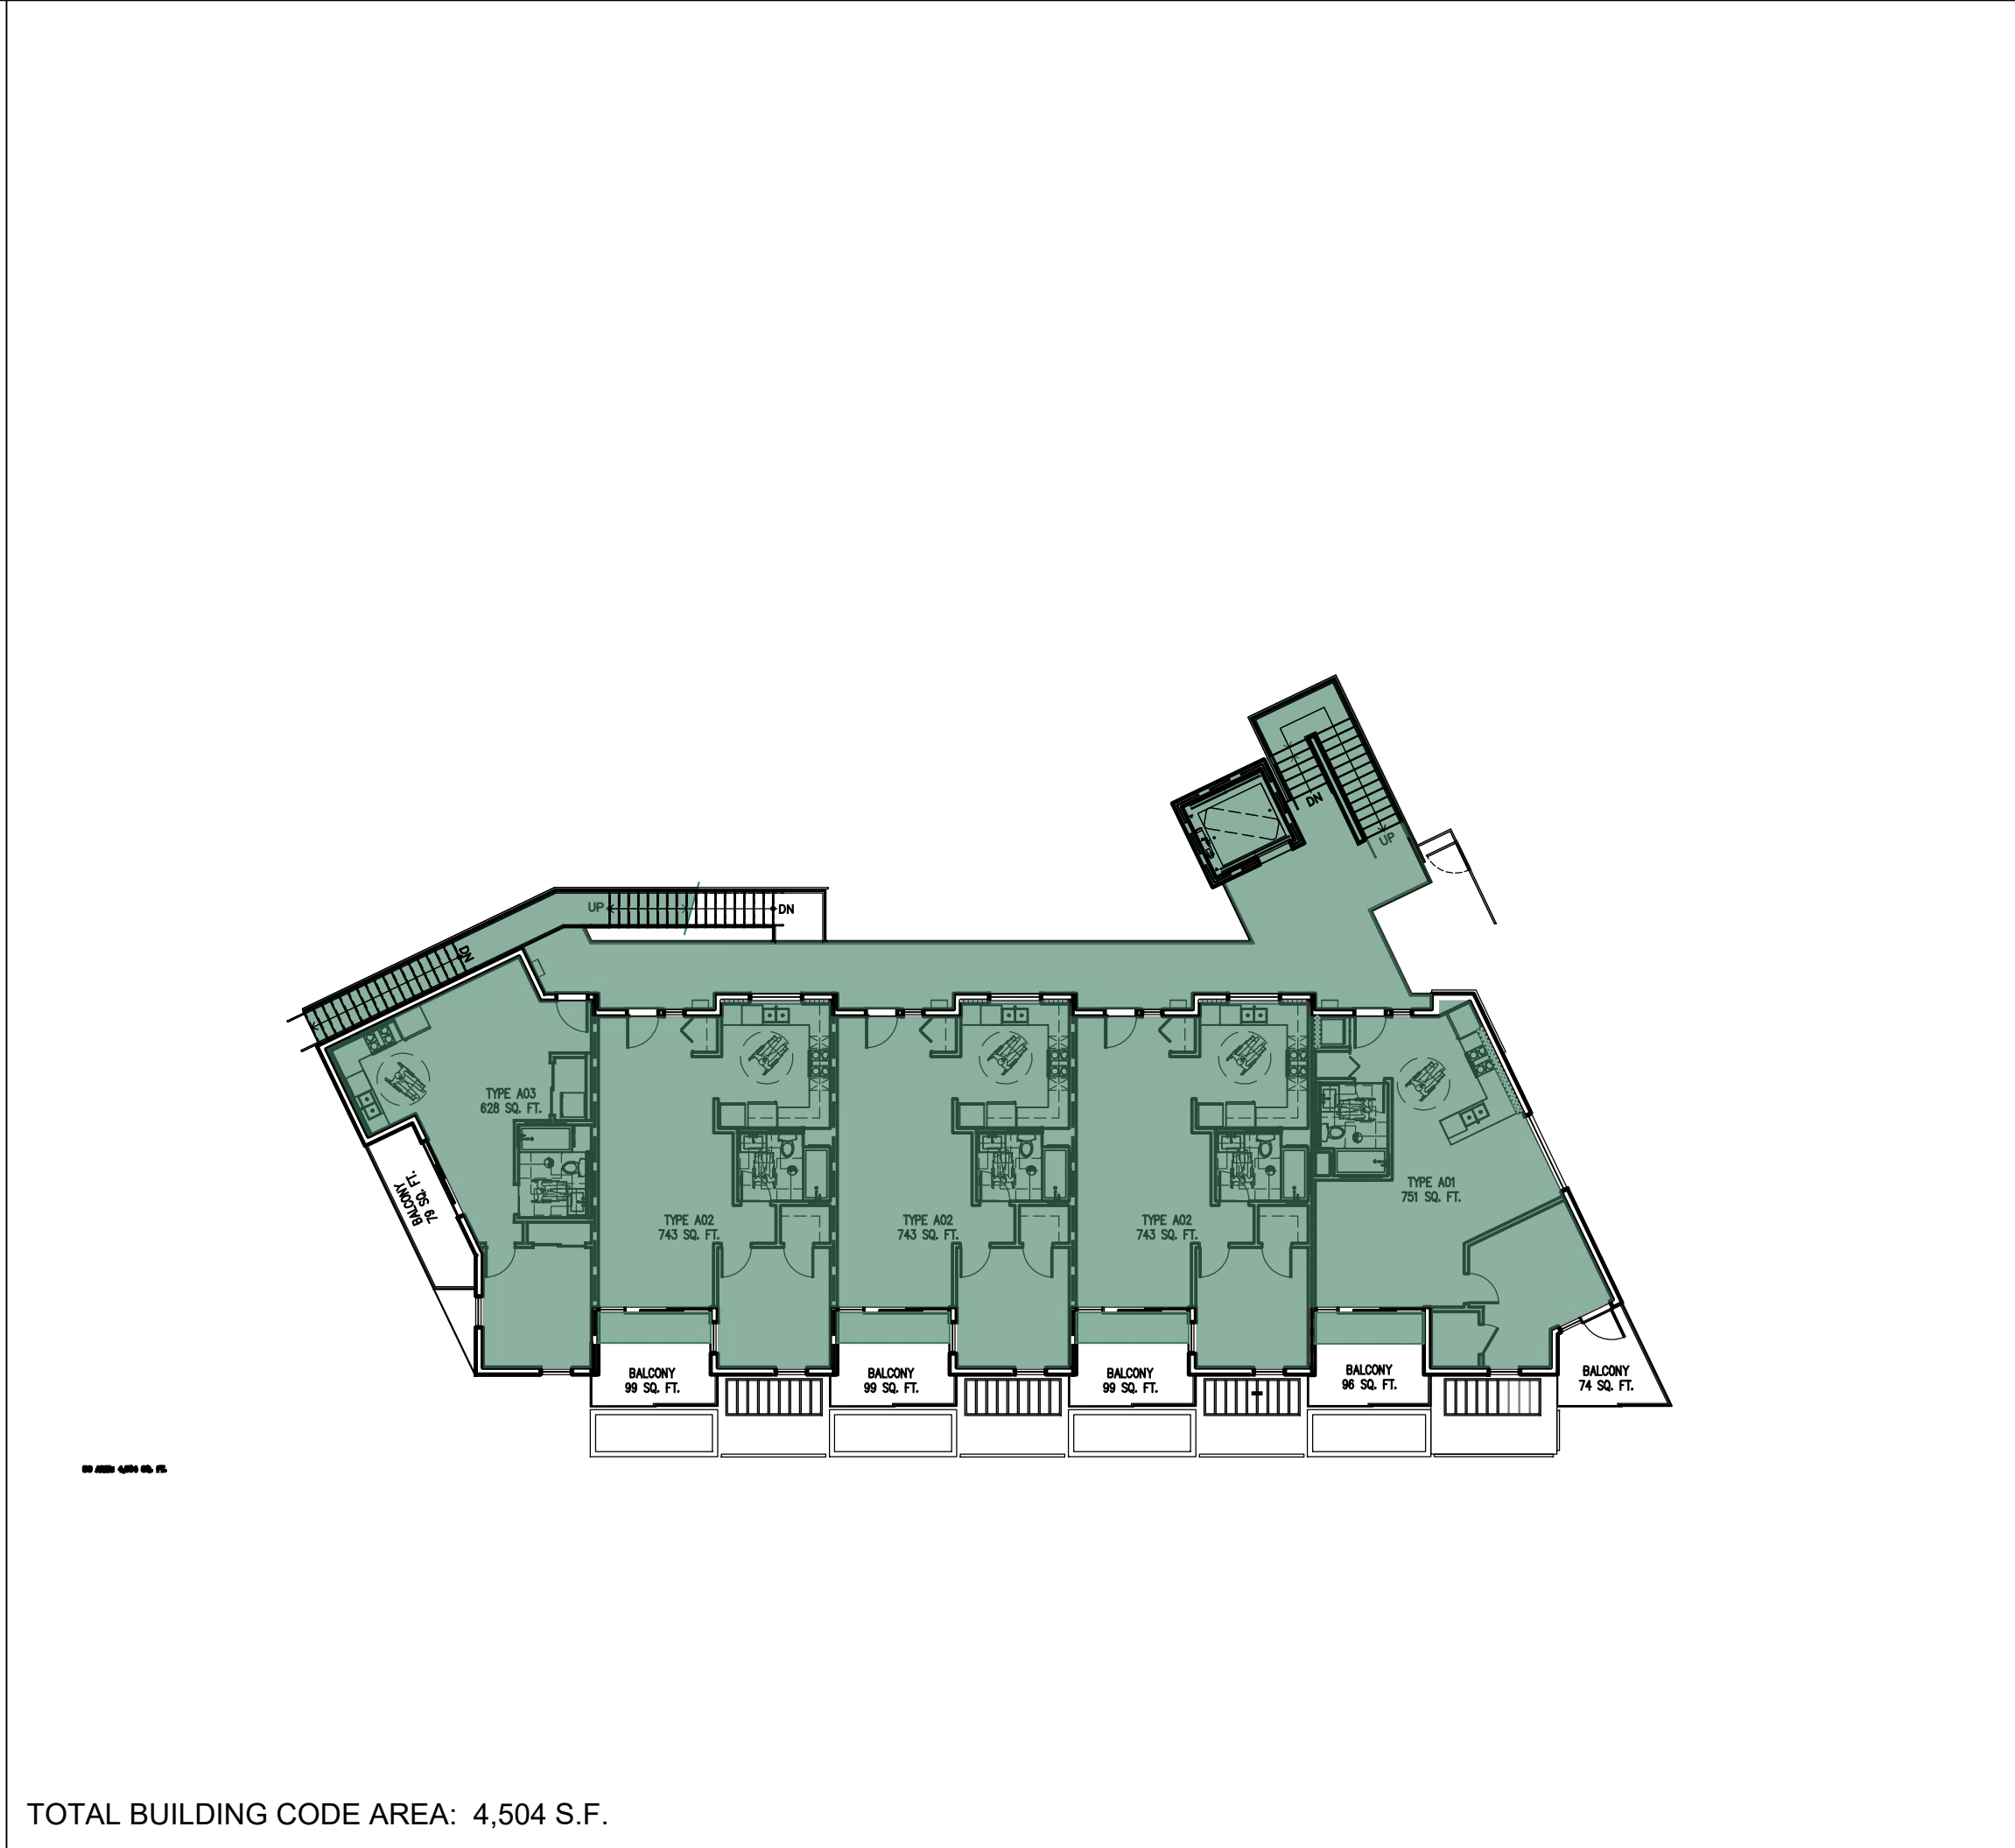 DN
UP
UP
DN
DN
TYPE A03
628 SQ. FT.
BALCONY
79 SQ. FT.
TYPE A01
751 SQ. FT.
TYPE A02
743 SQ. FT.
TYPE A02
743 SQ. FT.
TYPE A02
743 SQ. FT.
BALCONY
99 SQ. FT.
BALCONY
99 SQ. FT.
BALCONY
99 SQ. FT.
BALCONY
96 SQ. FT.
BALCONY
74 SQ. FT.
TOTAL BUILDING CODE AREA: 4,504 S.F.